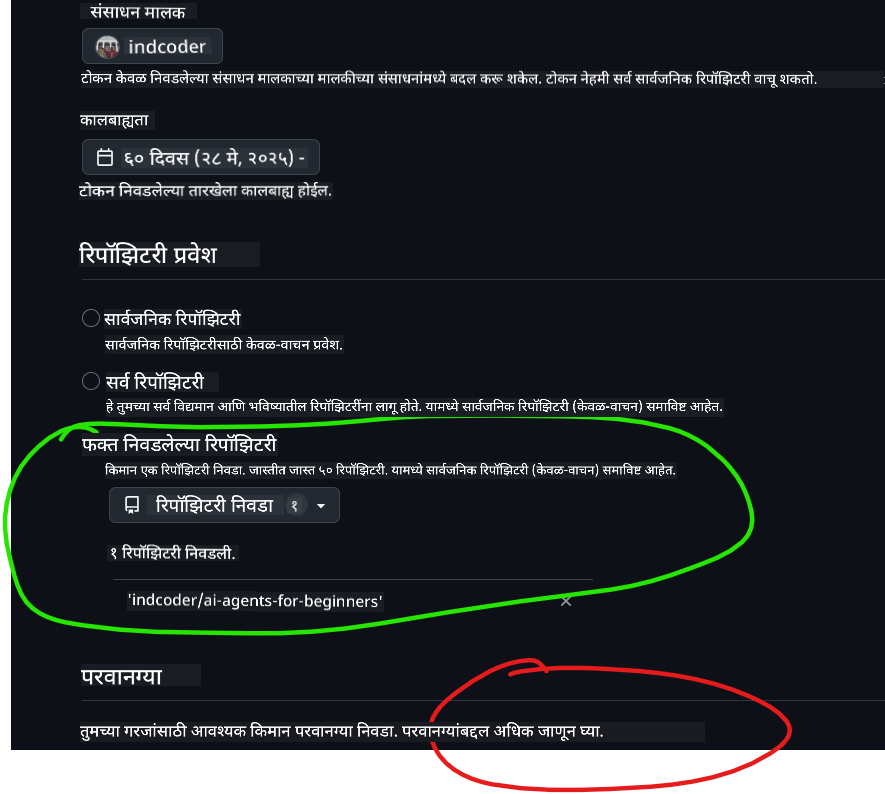 संसाधन मालक
indcoder
टोकन केवळ निवडलेल्या संसाधन मालकाच्या मालकीच्या संसाधनांमध्ये बदल करू शकेल. टोकन नेहमी सर्व सार्वजनिक रिपॉझिटरी वाचू शकतो.
कालबाह्यता
६० दिवस (२८ मे, २०२५) -
टोकन निवडलेल्या तारखेला कालबाह्य होईल.
रिपॉझिटरी प्रवेश
सार्वजनिक रिपॉझिटरी
सार्वजनिक रिपॉझिटरीसाठी केवळ-वाचन प्रवेश.
सर्व रिपॉझिटरी
हे तुमच्या सर्व विद्यमान आणि भविष्यातील रिपॉझिटरींना लागू होते. यामध्ये सार्वजनिक रिपॉझिटरी (केवळ-वाचन) समाविष्ट आहेत.
फक्त निवडलेल्या रिपॉझिटरी
किमान एक रिपॉझिटरी निवडा. जास्तीत जास्त ५० रिपॉझिटरी. यामध्ये सार्वजनिक रिपॉझिटरी (केवळ-वाचन) समाविष्ट आहेत.
रिपॉझिटरी निवडा १
१ रिपॉझिटरी निवडली.
'indcoder/ai-agents-for-beginners'
परवानग्या
तुमच्या गरजांसाठी आवश्यक किमान परवानग्या निवडा. परवानग्यांबद्दल अधिक जाणून घ्या.